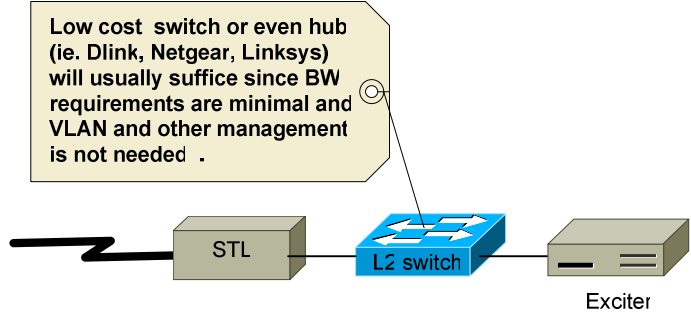 Low cost switch or even hub
(ie. Dlink, Netgear, Linksys)
will usually suffice since BW
requirements are minimal and
VLAN and other management
is not needed .
STL
L2 switch
Exciter